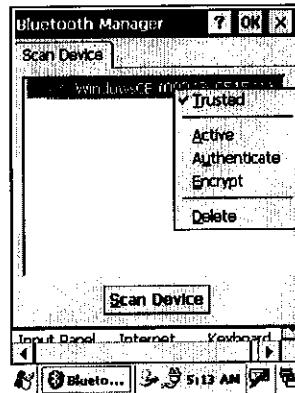 Bluetooth Manager ? OK ×
Scan Device
WindowsCE
Trusted
Active
Authenticate
Encrypt
Delete
Scan Device
Input Panel Internet Keyboard
Blueto... 5:13 AM